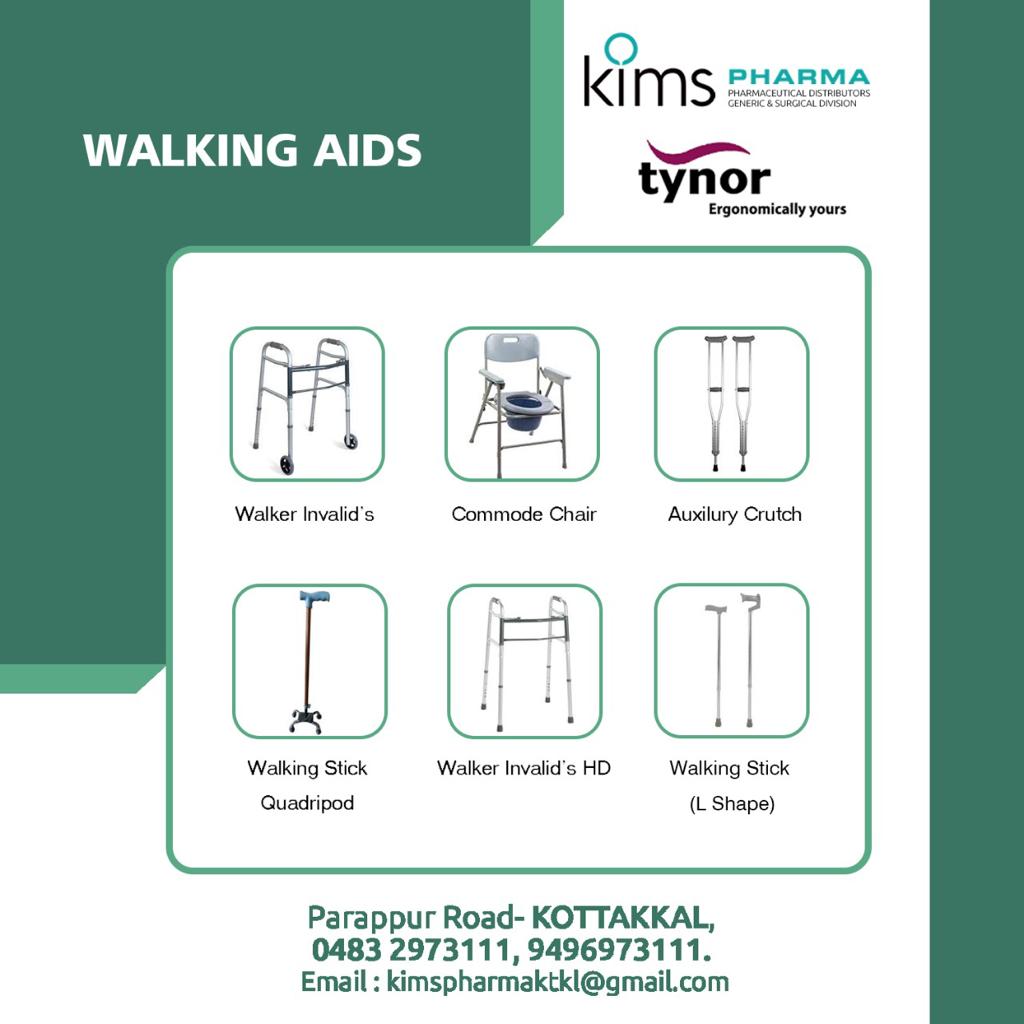 WALKING AIDS
kims PHARMA
PHARMACEUTICAL DISTRIBUTORS
GENERIC & SURGICAL DIVISION
tynor
Ergonomically yours
Walker Invalid's
Commode Chair
Auxilury Crutch
Walking Stick
Quadripod
Walker Invalid's HD
Walking Stick
(L Shape)
Parappur Road- KOTTAKKAL,
0483 2973111, 9496973111.
Email : kimspharmaktkl@gmail.com